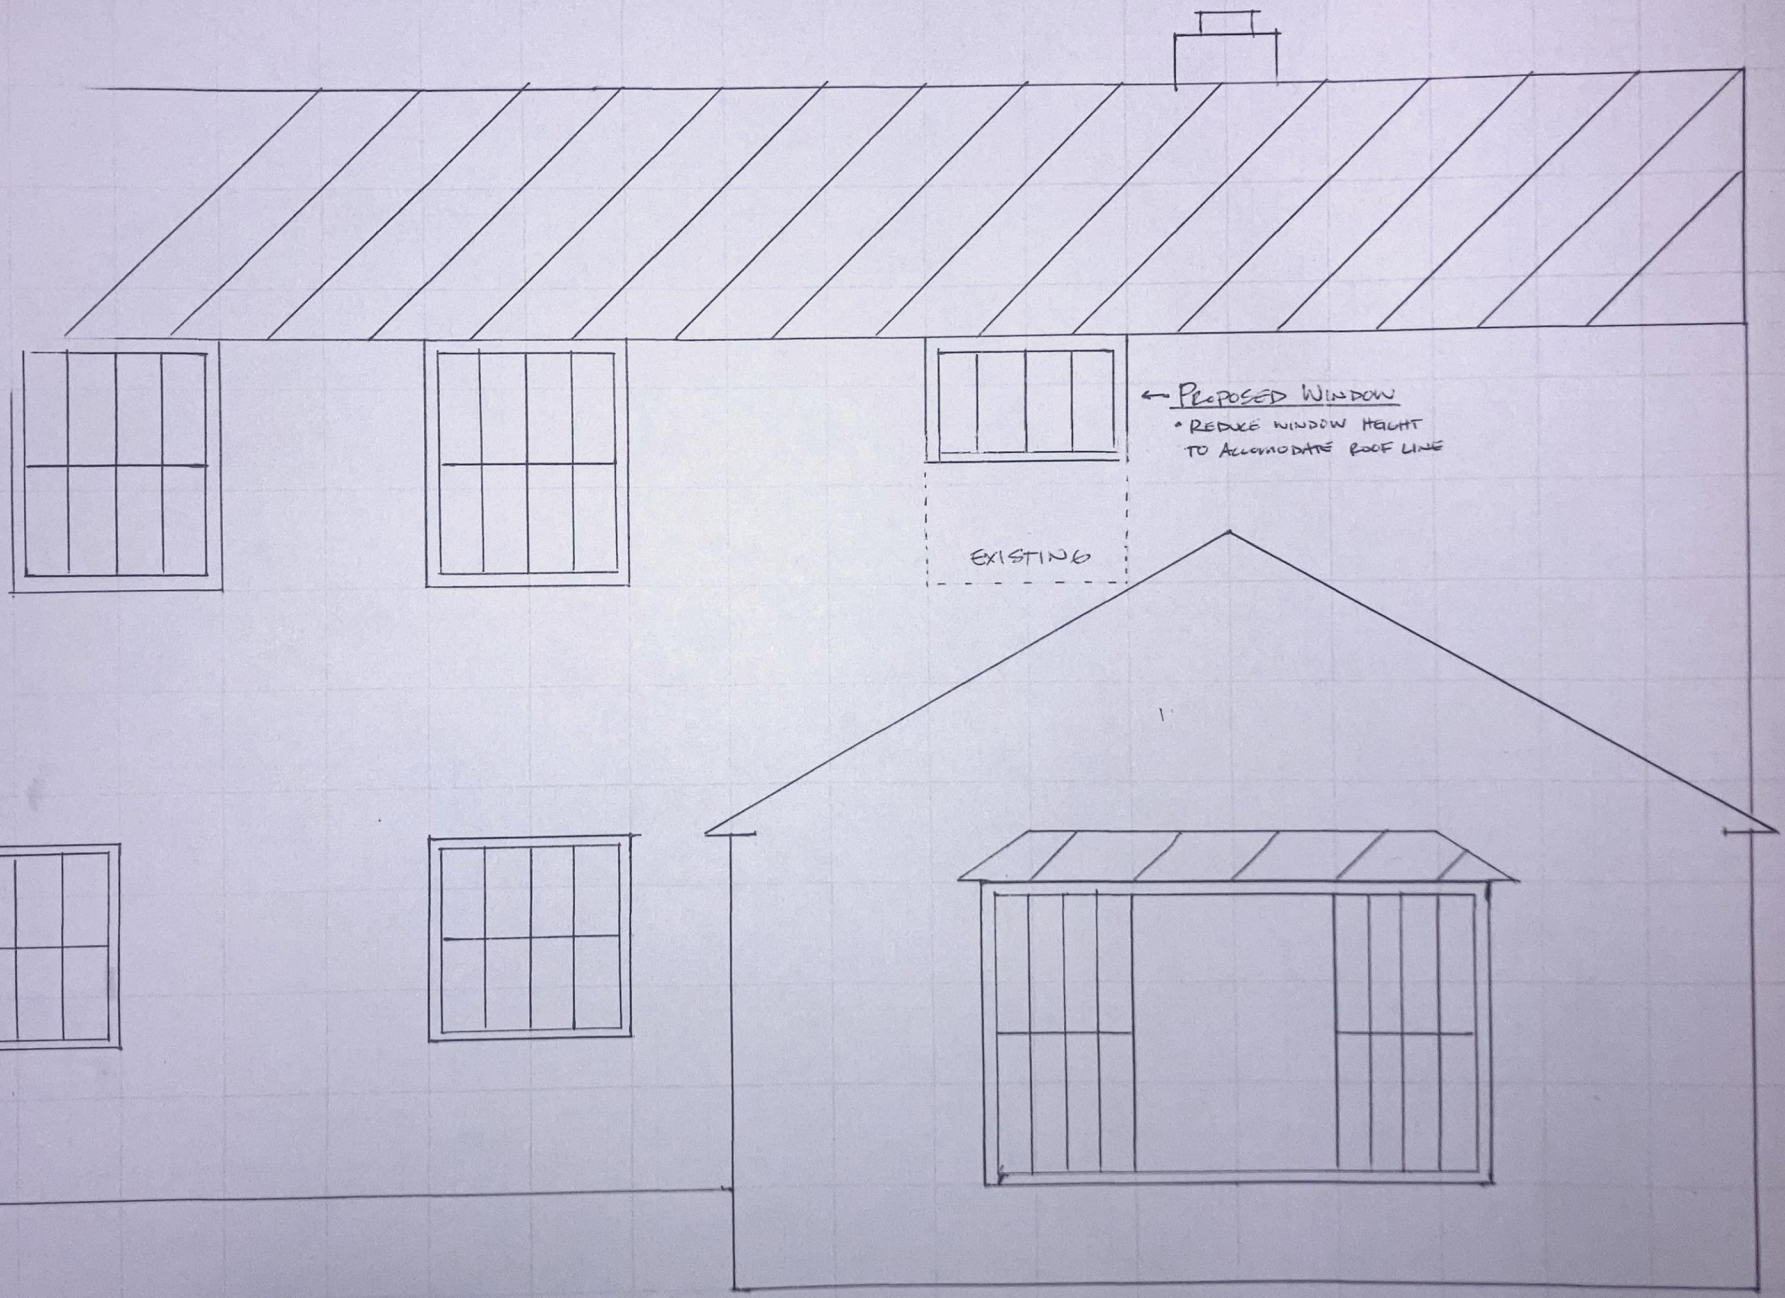 ← PROPOSED WINDOW
• REDUCE WINDOW HEIGHT
TO ACCOMODATE ROOF LINE
EXISTING